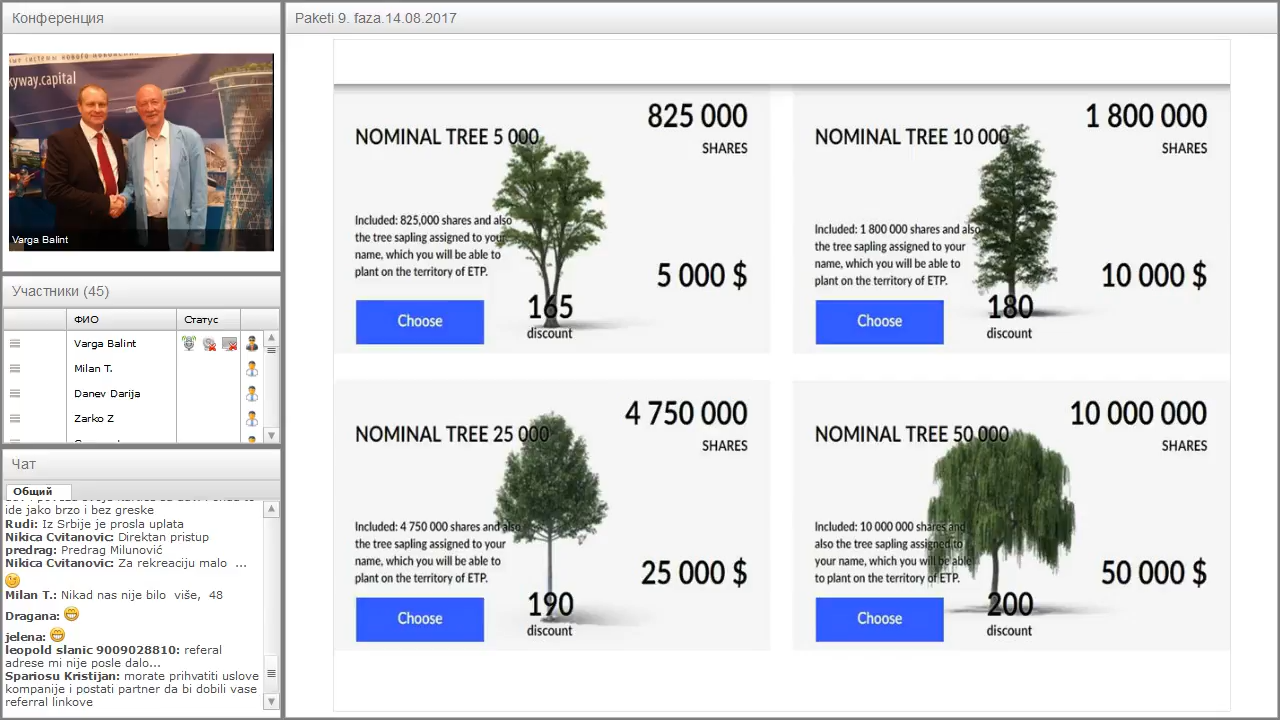 Конференция
kyway.capital
Varga Balint
Участники (45)
ФИО
Статус
Varga Balint
Milan T.
Danev Darija
Zarko Z
Чат
Общий
ide jako brzo i bez greske
Rudi: Iz Srbije je prosla uplata
Nikica Cvitanovic: Direktan pristup
predrag: Predrag Milunović
Nikica Cvitanovic: Za rekreaciju malo ...
Milan T.: Nikad nas nije bilo više, 48
Dragana:
jelena:
leopold slanic 9009028810: referal
adrese mi nije posle dalo...
Spariosu Kristijan: morate prihvatiti uslove
kompanije i postati partner da bi dobili vase
referral linkove
Paketi 9. faza.14.08.2017
NOMINAL TREE 5 000
825 000
SHARES
Included: 825,000 shares and also
the tree sapling assigned to your
name, which you will be able to
plant on the territory of ETP.
5 000 $
Choose
165
discount
NOMINAL TREE 10 000
1 800 000
SHARES
Included: 1 800 000 shares and also
the tree sapling assigned to your
name, which you will be able to
plant on the territory of ETP.
10 000 $
Choose
180
discount
NOMINAL TREE 25 000
4 750 000
SHARES
Included: 4 750 000 shares and also
the tree sapling assigned to your
name, which you will be able to
plant on the territory of ETP.
25 000 $
Choose
190
discount
NOMINAL TREE 50 000
10 000 000
SHARES
Included: 10 000 000 shares and
also the tree sapling assigned to
your name, which you will be able
to plant on the territory of ETP.
50 000 $
Choose
200
discount